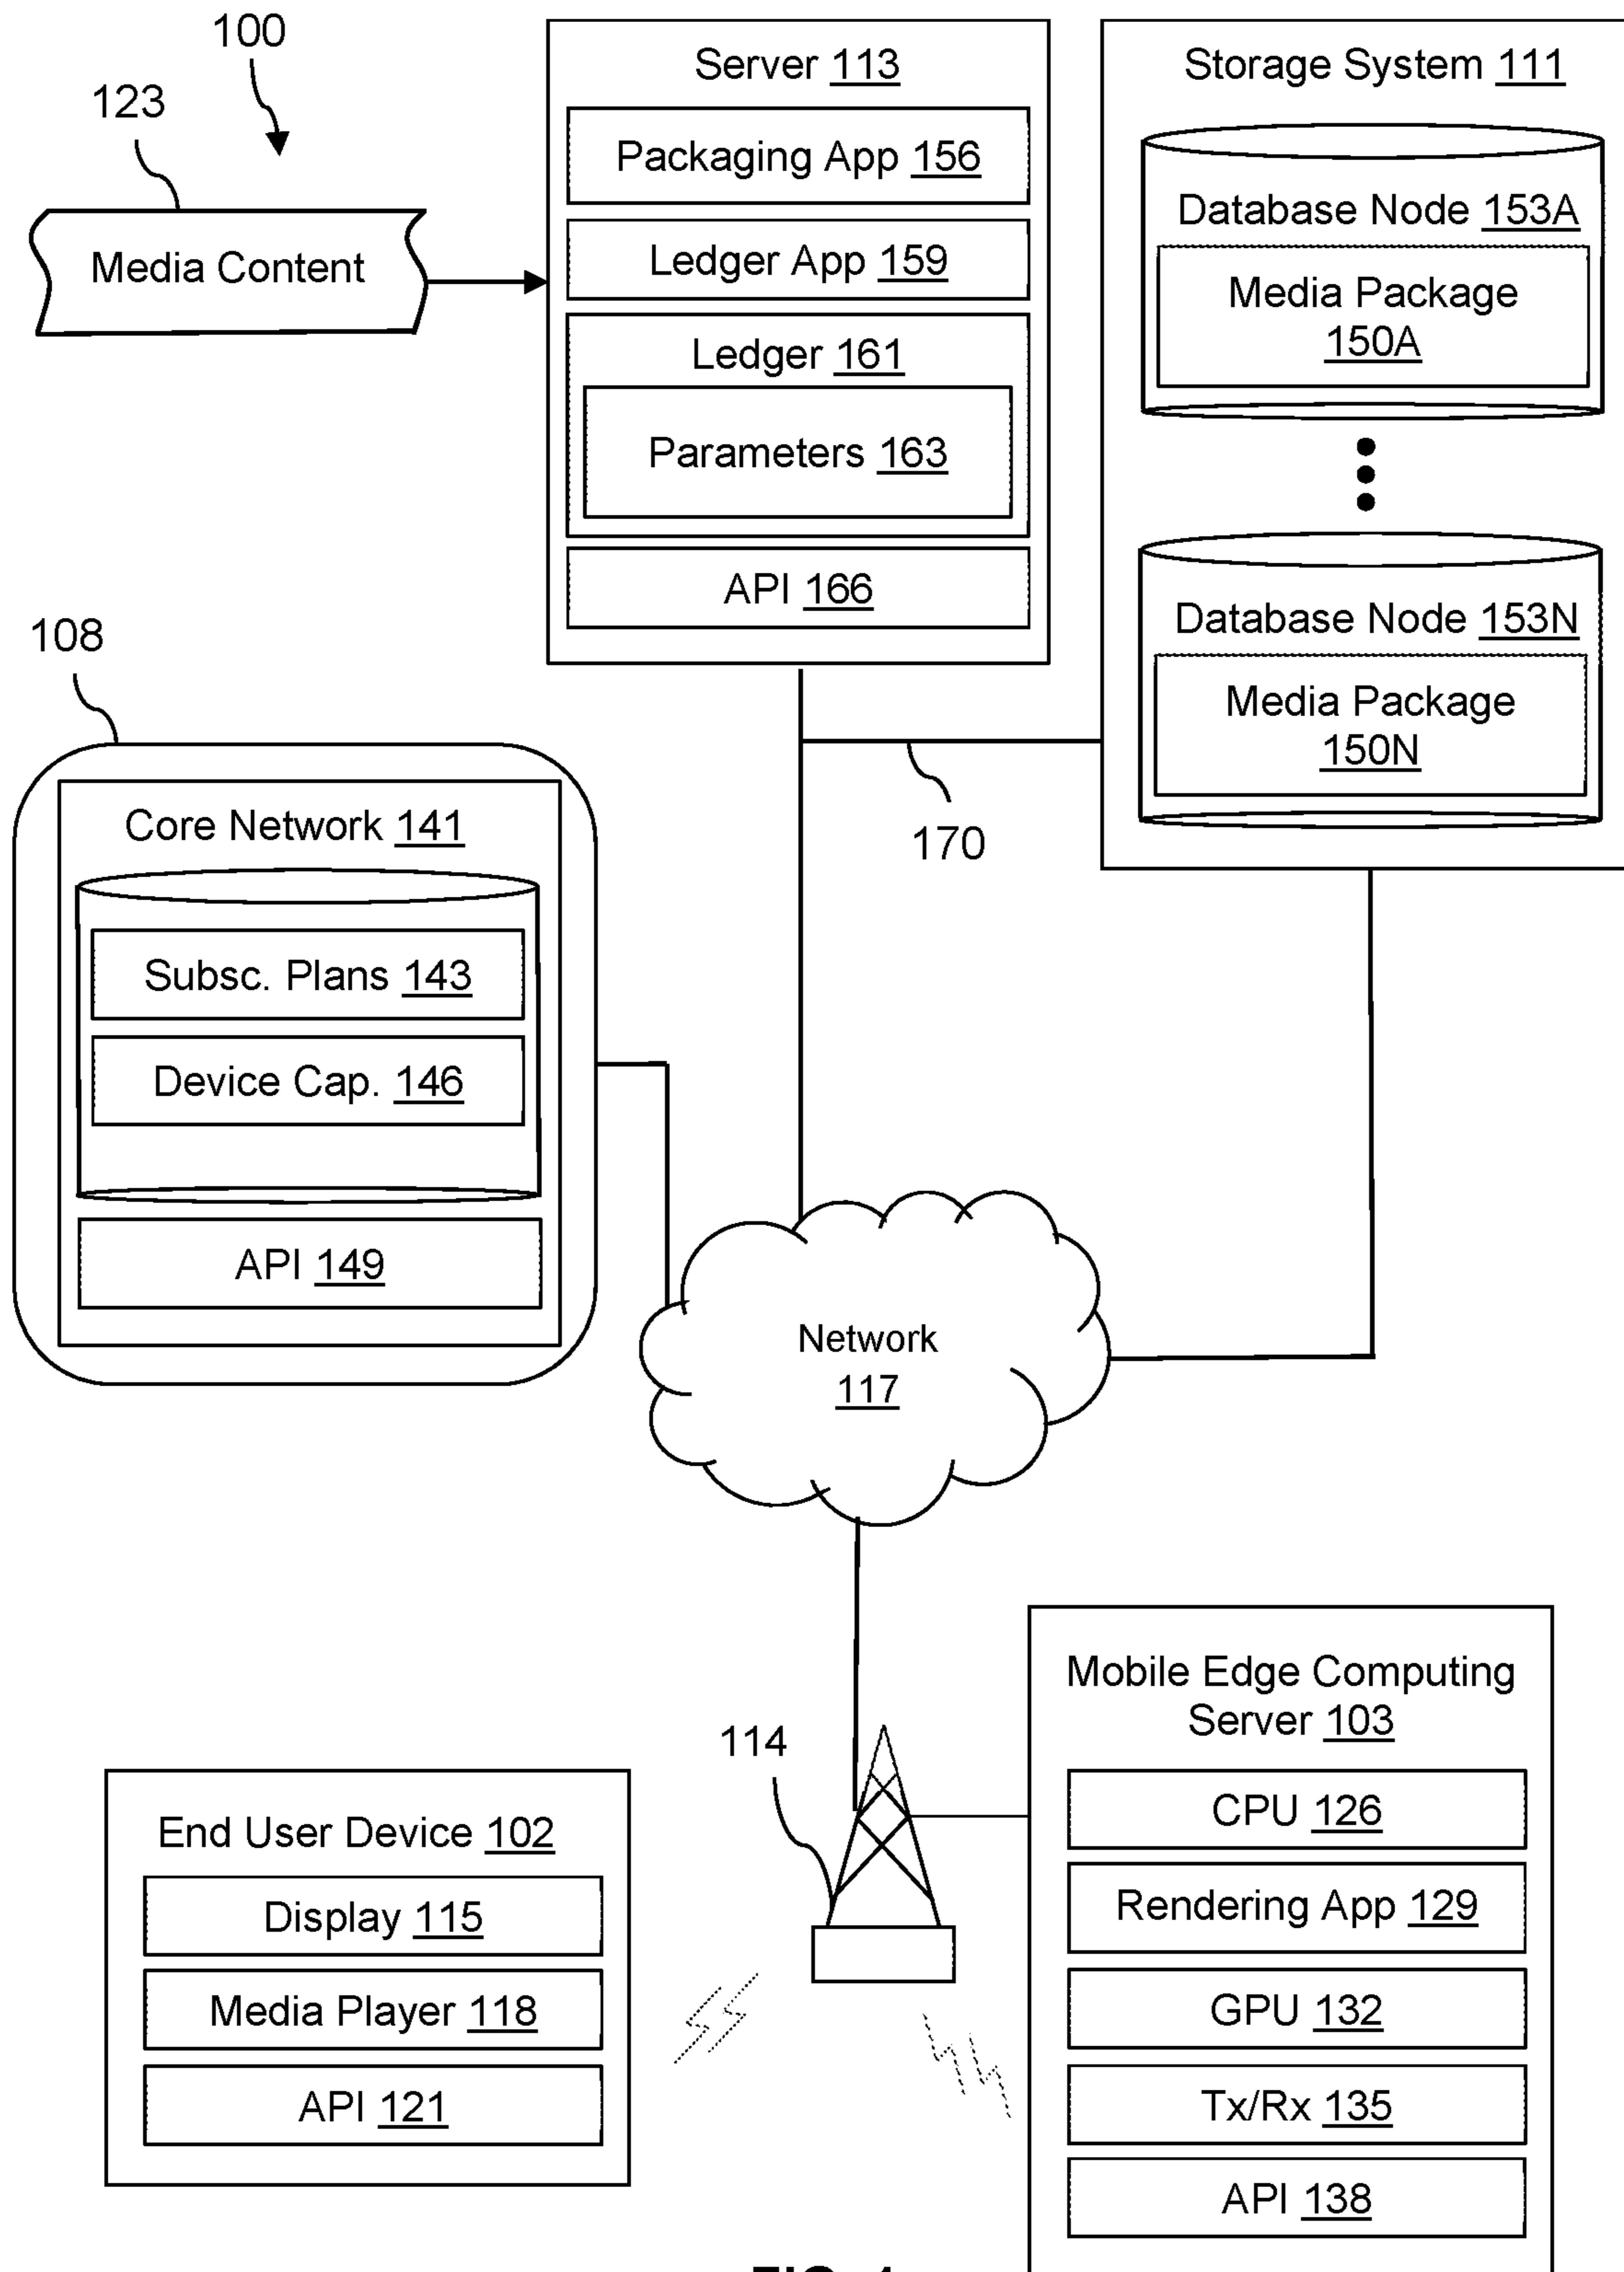 100
123
Media Content
Server 113
Packaging App 156
Ledger App 159
Ledger 161
Parameters 163
API 166
Storage System 111
Database Node 153A
Media Package
150A
Database Node 153N
Media Package
150N
170
108
Core Network 141
Subsc. Plans 143
Device Cap. 146
API 149
Network
117
114
End User Device 102
Display 115
Media Player 118
API 121
Mobile Edge Computing
Server 103
CPU 126
Rendering App 129
GPU 132
Tx/Rx 135
API 138
FIG. 1